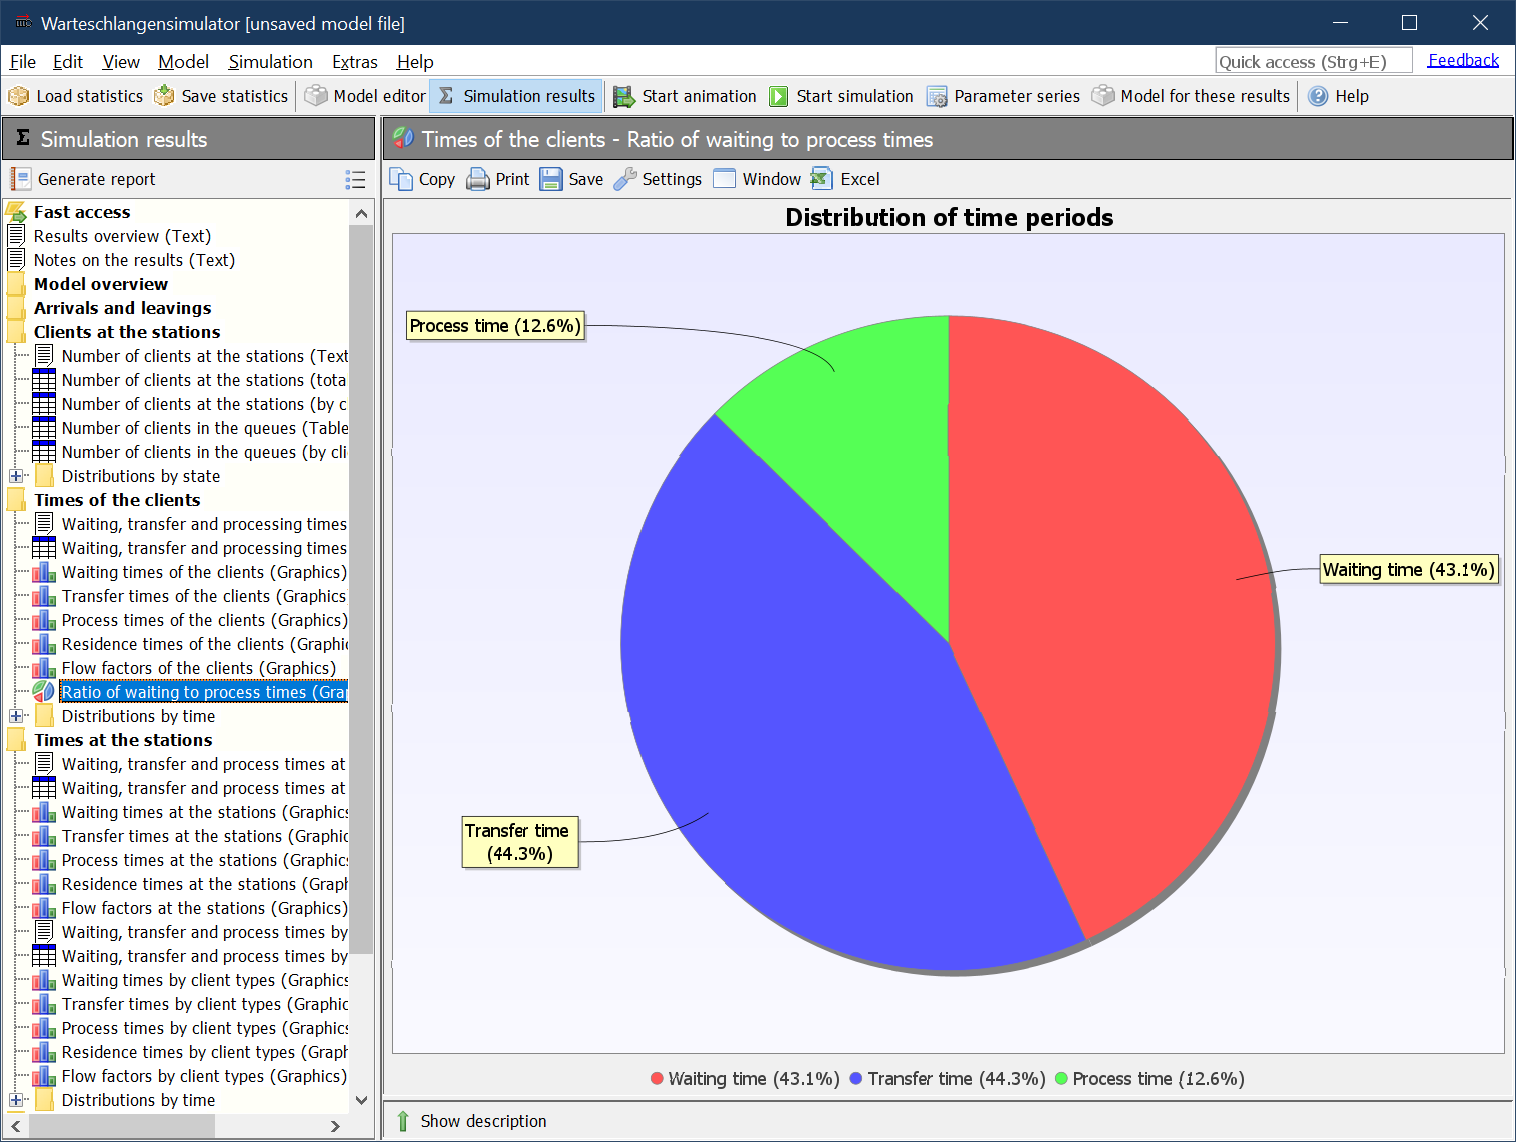 Warteschlangensimulator [unsaved model file]
File Edit View Model Simulation Extras Help
Quick access (Strg+E) Feedback
Load statistics Save statistics Model editor Σ Simulation results Start animation Start simulation Parameter series Model for these results Help
Σ Simulation results
Generate report
Fast access
Results overview (Text)
Notes on the results (Text)
Model overview
Arrivals and leavings
Clients at the stations
Number of clients at the stations (Text
Number of clients at the stations (tota
Number of clients at the stations (by c
Number of clients in the queues (Table
Number of clients in the queues (by cli
Distributions by state
Times of the clients
Waiting, transfer and processing times
Waiting, transfer and processing times
Waiting times of the clients (Graphics)
Transfer times of the clients (Graphics
Process times of the clients (Graphics)
Residence times of the clients (Graphic
Flow factors of the clients (Graphics)
Ratio of waiting to process times (Grap
Distributions by time
Times at the stations
Waiting, transfer and process times at
Waiting, transfer and process times at
Waiting times at the stations (Graphics
Transfer times at the stations (Graphic
Process times at the stations (Graphics
Residence times at the stations (Graph
Flow factors at the stations (Graphics)
Waiting, transfer and process times by
Waiting, transfer and process times by
Waiting times by client types (Graphics
Transfer times by client types (Graphic
Process times by client types (Graphics
Residence times by client types (Graph
Flow factors by client types (Graphics)
Distributions by time
Times of the clients - Ratio of waiting to process times
Copy Print Save Settings Window Excel
Distribution of time periods
Process time (12.6%)
Waiting time (43.1%)
Transfer time
(44.3%)
Waiting time (43.1%) Transfer time (44.3%) Process time (12.6%)
Show description